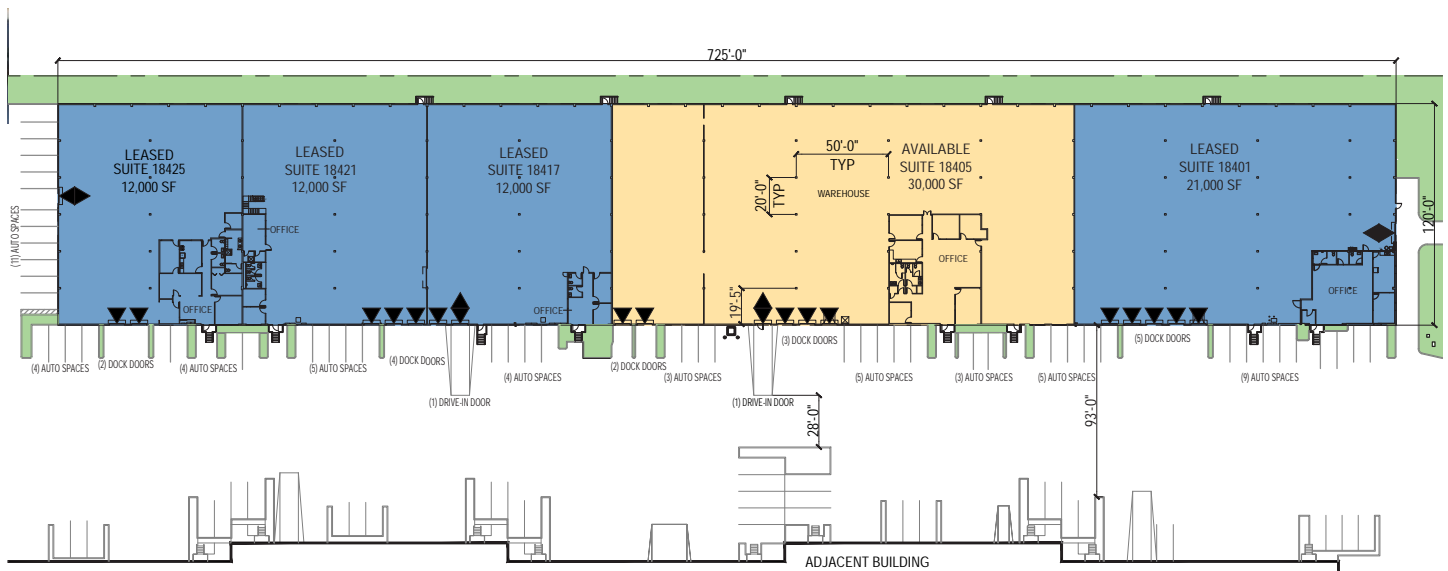 725'-0"
LEASED
SUITE 18425
12,000 SF
LEASED
SUITE 18421
12,000 SF
LEASED
SUITE 18417
12,000 SF
50'-0"
TYP
20'-0"
TYP
WAREHOUSE
AVAILABLE
SUITE 18405
30,000 SF
LEASED
SUITE 18401
21,000 SF
120'-0"
(11) AUTO SPACES
OFFICE
OFFICE
OFFICE
19'-5"
OFFICE
OFFICE
(4) AUTO SPACES
(2) DOCK DOORS
(4) AUTO SPACES
(5) AUTO SPACES
(4) DOCK DOORS
(4) AUTO SPACES
(2) DOCK DOORS
(3) AUTO SPACES
(3) DOCK DOORS
(5) AUTO SPACES
(3) AUTO SPACES
(5) AUTO SPACES
(5) DOCK DOORS
(9) AUTO SPACES
(1) DRIVE-IN DOOR
(1) DRIVE-IN DOOR
28'-0"
93'-0"
ADJACENT BUILDING